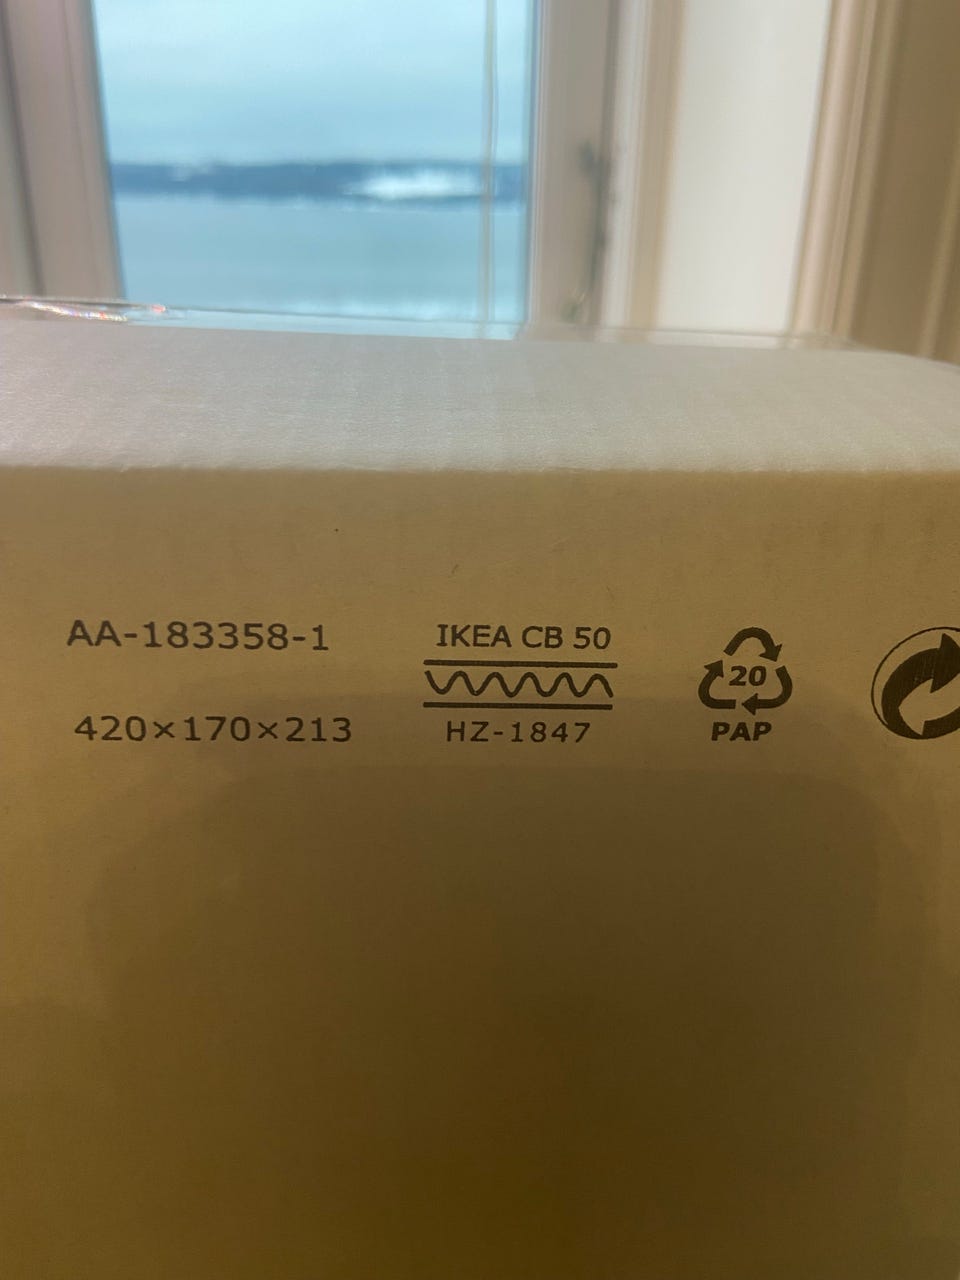 AA-183358-1
420×170×213
IKEA CB 50
HZ-1847
20
PAP